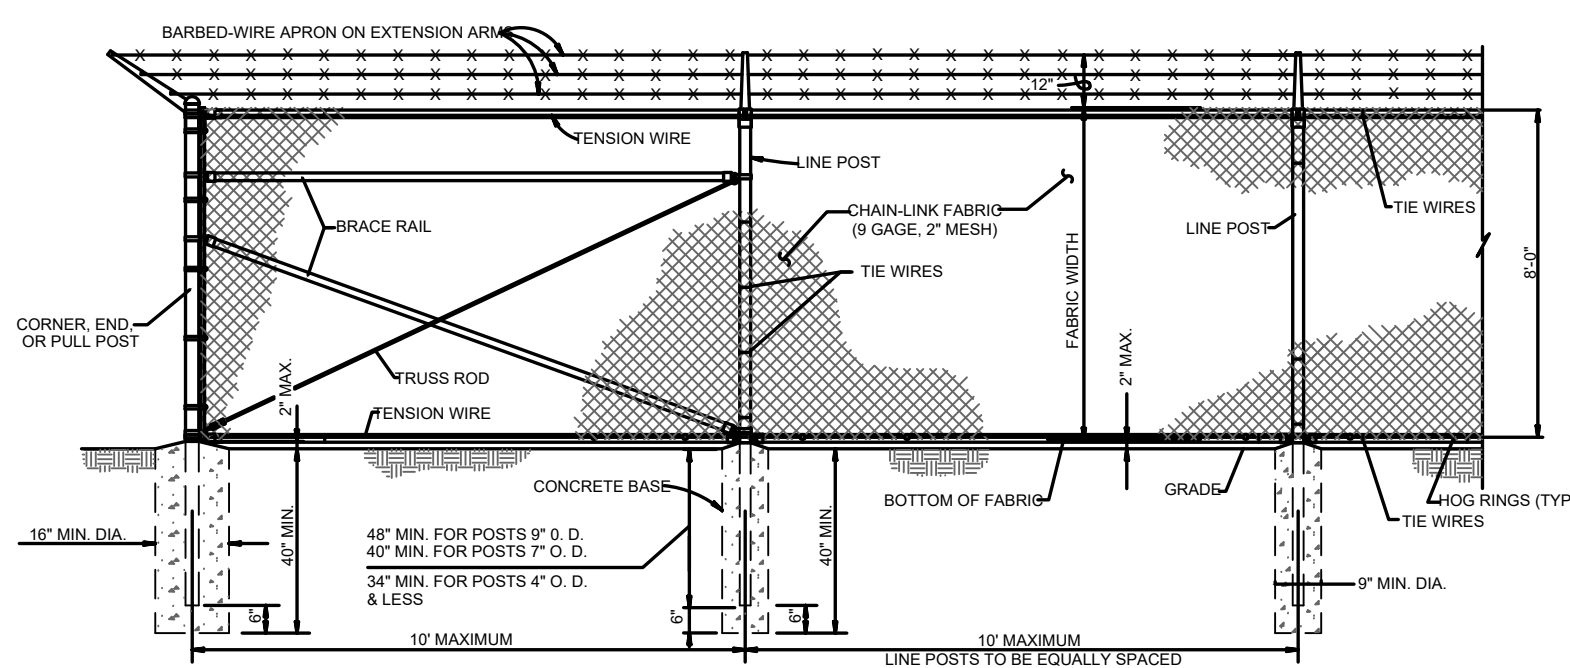 BARBED-WIRE APRON ON EXTENSION ARMS
12"
TENSION WIRE
LINE POST
BRACE RAIL
CHAIN-LINK FABRIC
(9 GAGE, 2" MESH)
TIE WIRES
LINE POST
TIE WIRES
FABRIC WIDTH
8'-0"
CORNER, END,
OR PULL POST
2" MAX.
TRUSS ROD
TENSION WIRE
2" MAX.
CONCRETE BASE
BOTTOM OF FABRIC
GRADE
HOG RINGS (TYP
TIE WIRES
16" MIN. DIA.
40" MIN.
48" MIN. FOR POSTS 9" 0. D.
40" MIN. FOR POSTS 7" O. D.
34" MIN. FOR POSTS 4" O. D.
& LESS
40" MIN.
9" MIN. DIA.
6"
6"
6"
10' MAXIMUM
10' MAXIMUM
LINE POSTS TO BE EQUALLY SPACED